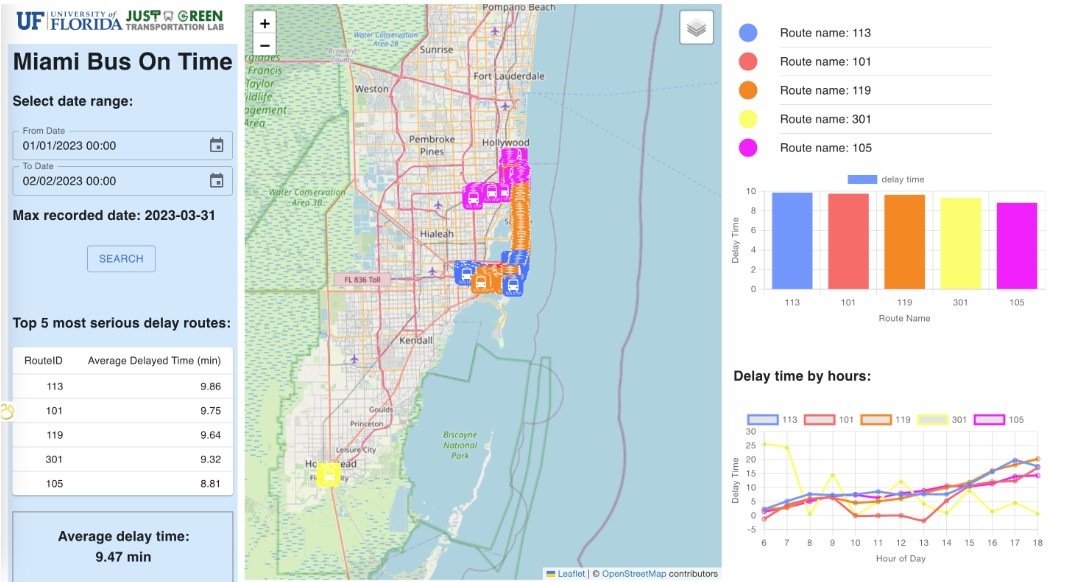 UF UNIVERSITY of FLORIDA
JUST GREEN
TRANSPORTATION LAB
Miami Bus On Time
Select date range:
From Date
01/01/2023 00:00
To Date
02/02/2023 00:00
Max recorded date: 2023-03-31
SEARCH
Top 5 most serious delay routes:
RouteID Average Delayed Time (min)
113 9.86
101 9.75
119 9.64
301 9.32
105 8.81
Average delay time:
9.47 min
+
−
Pompano Beach
Water Conservation
Area 2B
Sunrise
Fort Lauderdale
Francis
Taylor
Area
Weston
Pembroke
Pines
Hollywood
Water Conservation
Area 3B
Hialeah
FL 836 Toll
Kendall
Goulds
Princeton
Leisure City
Biscayne
National
Park
Leaflet | © OpenStreetMap contributors
Route name: 113
Route name: 101
Route name: 119
Route name: 301
Route name: 105
delay time
Delay Time
10
8
6
4
2
0
113 101 119 301 105
Route Name
Delay time by hours:
113 101 119 301 105
Delay Time
30
25
20
15
10
5
0
-5
6 7 8 9 10 11 12 13 14 15 16 17 18
Hour of Day